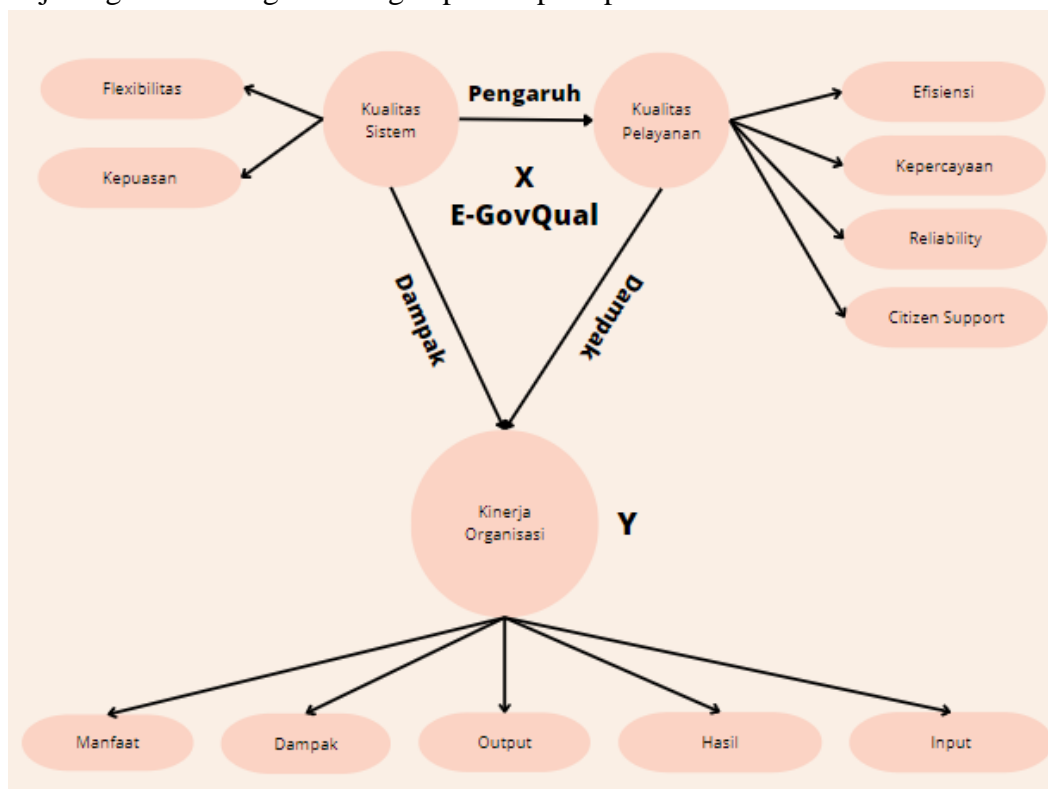 Flexibilitas
Kepuasan
Kualitas
Sistem
Pengaruh
Kualitas
Pelayanan
Efisiensi
Kepercayaan
Reliability
Citizen Support
X
E-GovQual
Dampak
Dampak
Kinerja
Organisasi
Y
Manfaat
Dampak
Output
Hasil
Input